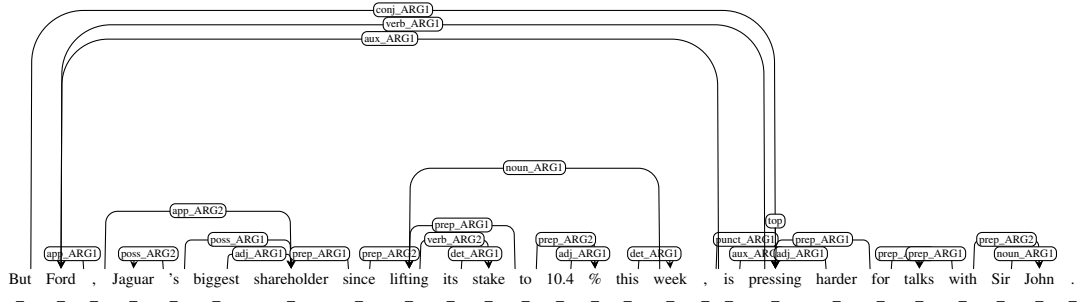 conj_ARG1
verb_ARG1
aux_ARG1
noun_ARG1
app_ARG2
top
prep_ARG1
poss_ARG1 verb_ARG2 prep_ARG2 punct_ARG1 prep_ARG1 prep_ARG2
app_ARG1 poss_ARG2 adj_ARG1 prep_ARG1 prep_ARG2 det_ARG1 adj_ARG1 det_ARG1 adj_ARG1 prep_ARG1 noun_ARG1
But Ford , Jaguar 's biggest shareholder since lifting its stake to 10.4 % this week , is pressing harder for talks with Sir John .
_ _ _ _ _ _ _ _ _ _ _ _ _ _ _ _ _ _ _ _ _ _ _ _ _ _